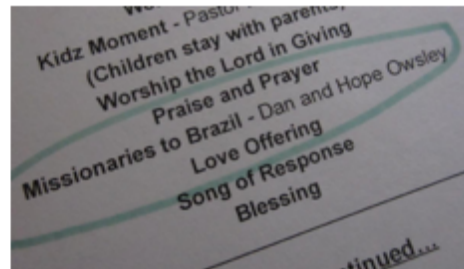 Kidz Moment - Pastor
(Children stay with parents)
Worship the Lord in Giving
Praise and Prayer
Missionaries to Brazil - Dan and Hope Owsley
Love Offering
Song of Response
Blessing